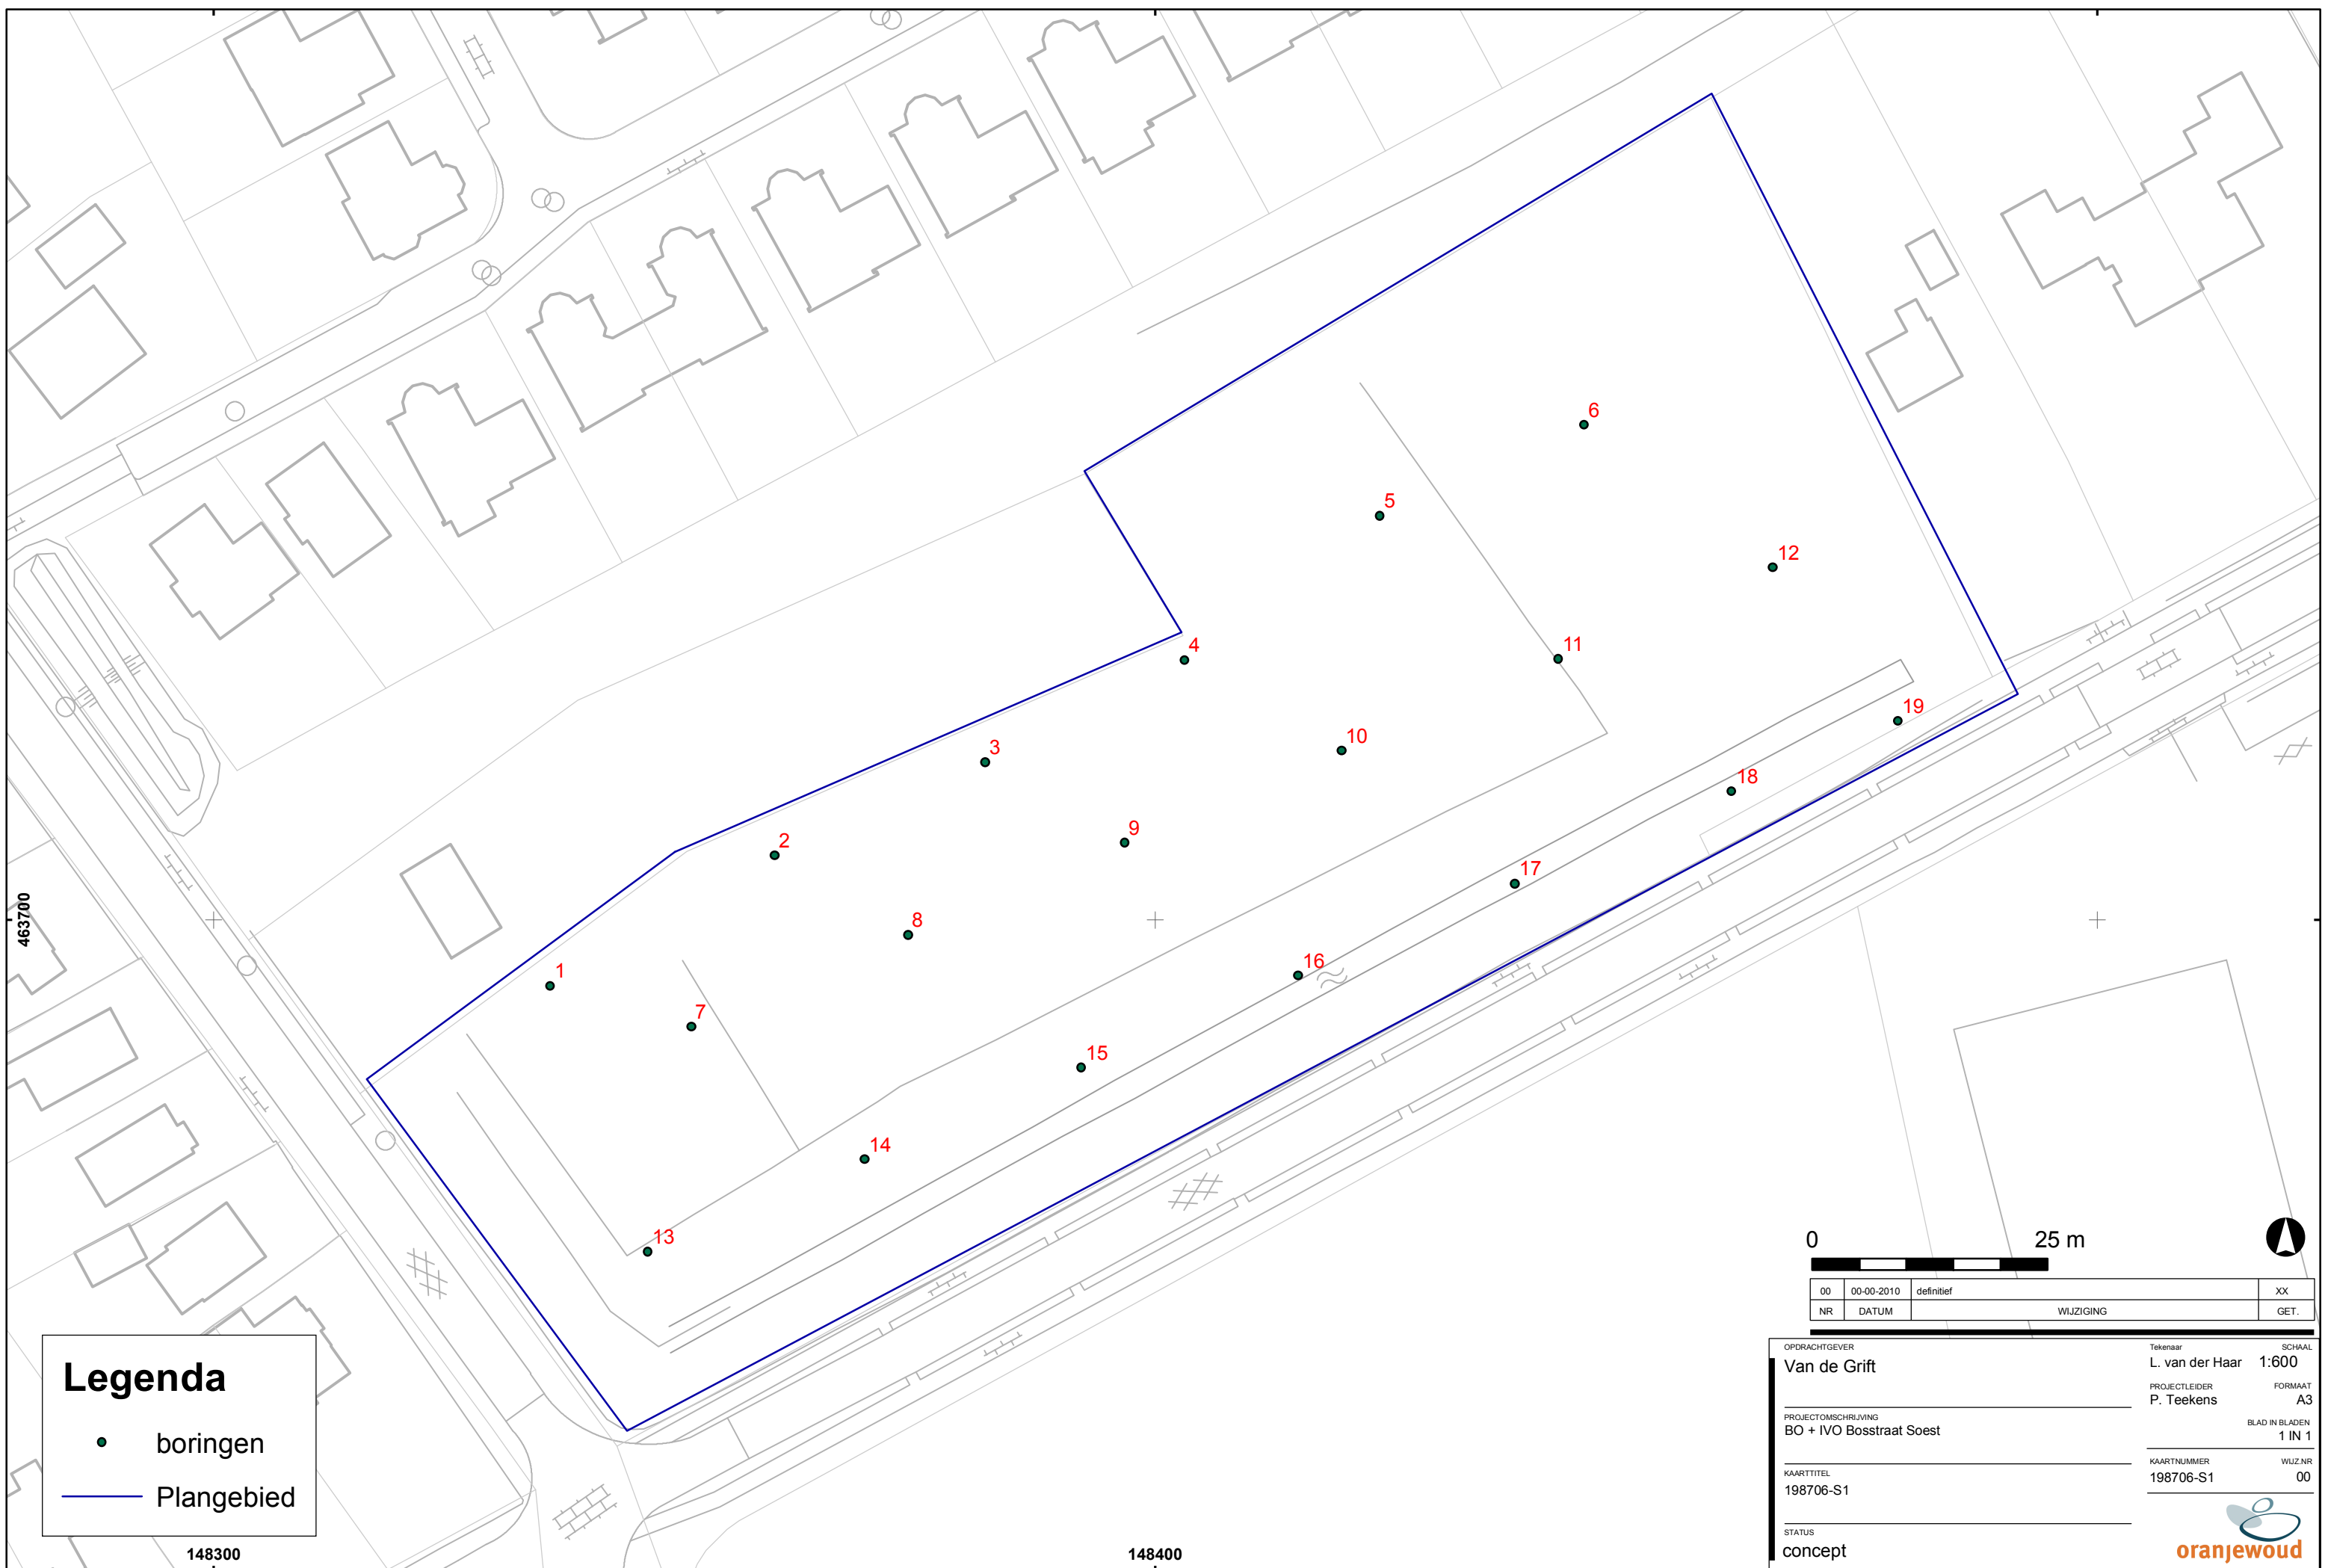 6
5
12
4
11
19
3
10
18
2
9
17
463700
8
16
1
7
15
14
13
0 25 m
00 00-00-2010 definitief XX
NR DATUM WIJZIGING GET.
Legenda
boringen
Plangebied
OPDRACHTGEVER
Van de Grift
PROJECTOMSCHRIJVING
BO + IVO Bosstraat Soest
KAARTTITEL
198706-S1
STATUS
concept
Tekenaar SCHAAL
L. van der Haar 1:600
PROJECTLEIDER FORMAAT
P. Teekens A3
BLAD IN BLADEN
1 IN 1
KAARTNUMMER WIJZ.NR
198706-S1 00
oranjewoud
148300
148400